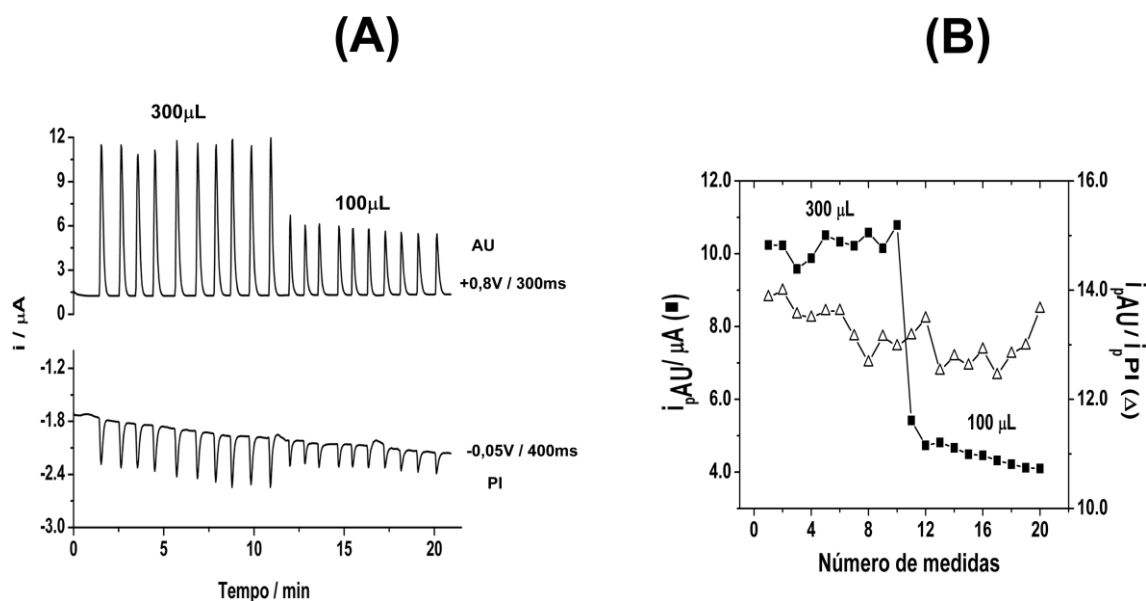 (A)
300μL
100μL
AU
+0,8V / 300ms
-0,05V / 400ms
PI
i / μA
12
9
6
3
0
-1.2
-1.8
-2.4
-3.0
0
5
10
15
20
Tempo / min
(B)
300 μL
100 μL
ipAU/ μA (■)
12.0
10.0
8.0
6.0
4.0
16.0
14.0
12.0
10.0
ipAU/ ipPI (Δ)
0
4
8
12
16
20
Número de medidas